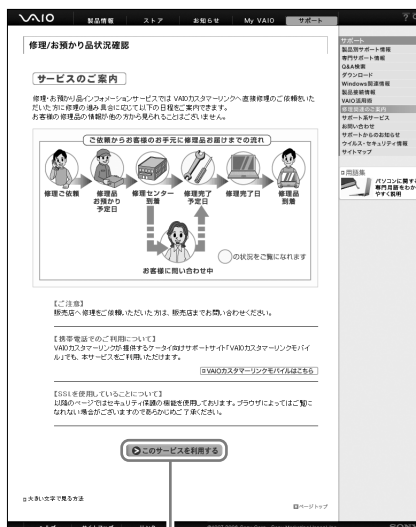 VAIO
製品情報 ストア お知らせ My VAIO サポート
修理/お預かり品状況確認
サービスのご案内
修理・お預かり品インフォメーションサービスでは VAIOカスタマーリンクへ直接修理のご依頼をいた
だいた方に修理の進み具合に応じて以下の日程をご案内できます。
お客様の修理品の情報が他の方から見られることはございません。
ご依頼からお客様のお手元に修理品お届けまでの流れ
修理ご依頼
修理品
お預かり
予定日
修理センター
到着
修理完了
予定日
修理完了日
修理品
到着
お客様に問い合わせ中
の状況をご覧になれます
【ご注意】
販売店へ修理をご依頼いただいた方は、販売店までお問い合わせください。
【携帯電話でのご利用について】
VAIOカスタマーリンクが提供するケータイ向けサポートサイト「VAIOカスタマーリンクモバイ
ル」でも、本サービスをご利用いただけます。
VAIOカスタマーリンクモバイルはこちら
【SSLを使用していることについて】
以降のページではセキュリティ保護の機能を使用しております。ブラウザによってはご覧に
なれない場合がございますのであらかじめご了承ください。
このサービスを利用する
大きい文字で見る方法
ページトップ
サポート
製品別サポート情報
専門サポート情報
Q&A検索
ダウンロード
Windows関連情報
製品接続情報
VAIO活用術
修理関連のご案内
サポート系サービス
お問い合わせ
サポートからのお知らせ
ウイルス・セキュリティ情報
サイトマップ
用語集
パソコンに関する
専門用語をわか
やすく説明